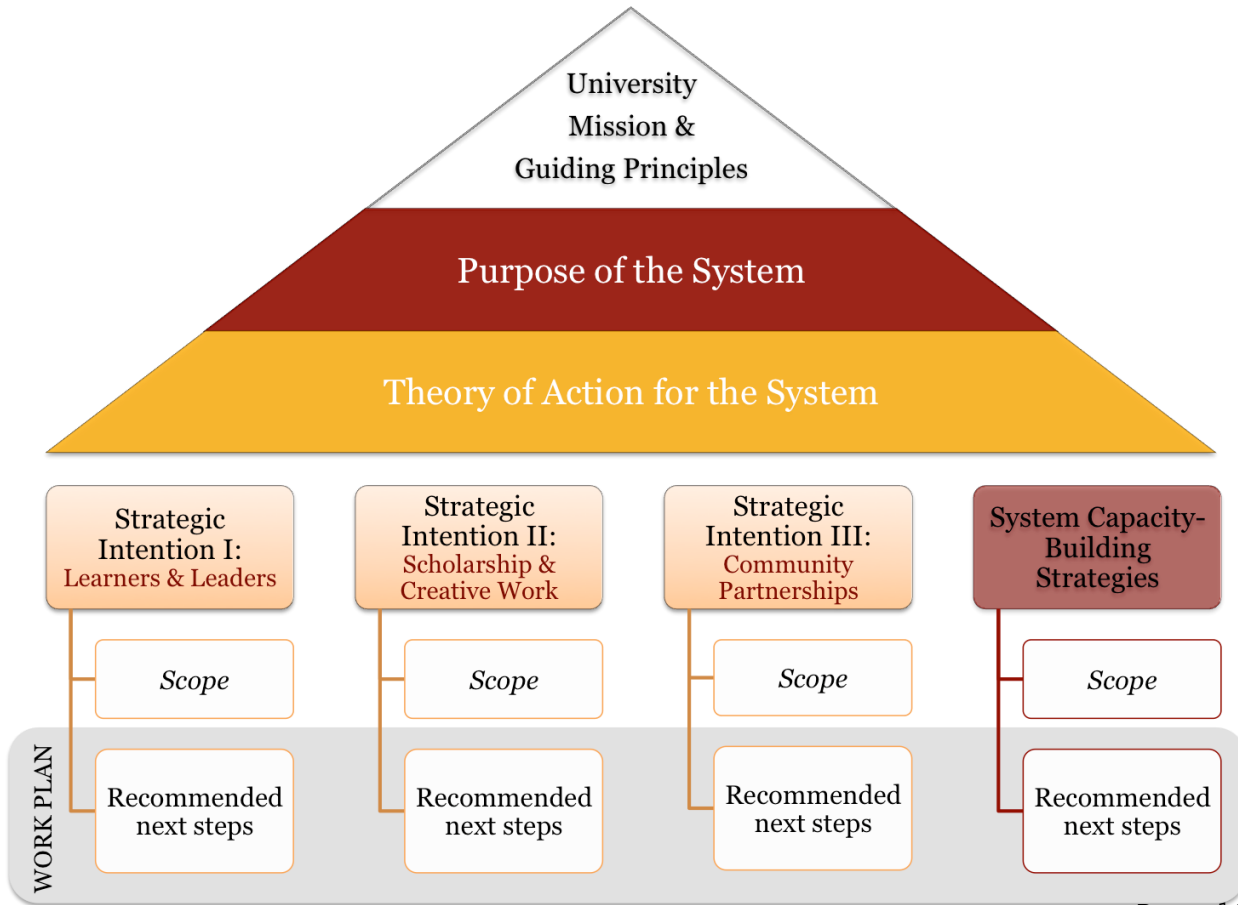 University
Mission &
Guiding Principles
Purpose of the System
Theory of Action for the System
Strategic
Intention I:
Learners & Leaders
Strategic
Intention II:
Scholarship &
Creative Work
Strategic
Intention III:
Community
Partnerships
System Capacity-
Building
Strategies
Scope
Scope
Scope
Scope
WORK PLAN
Recommended
next steps
Recommended
next steps
Recommended
next steps
Recommended
next steps